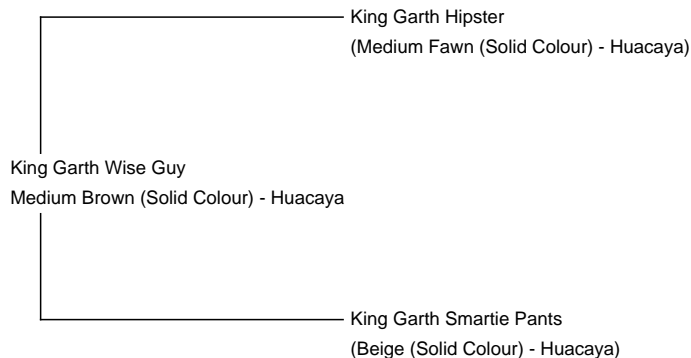 King Garth Hipster
(Medium Fawn (Solid Colour) - Huacaya)
King Garth Wise Guy
Medium Brown (Solid Colour) - Huacaya
King Garth Smartie Pants
(Beige (Solid Colour) - Huacaya)